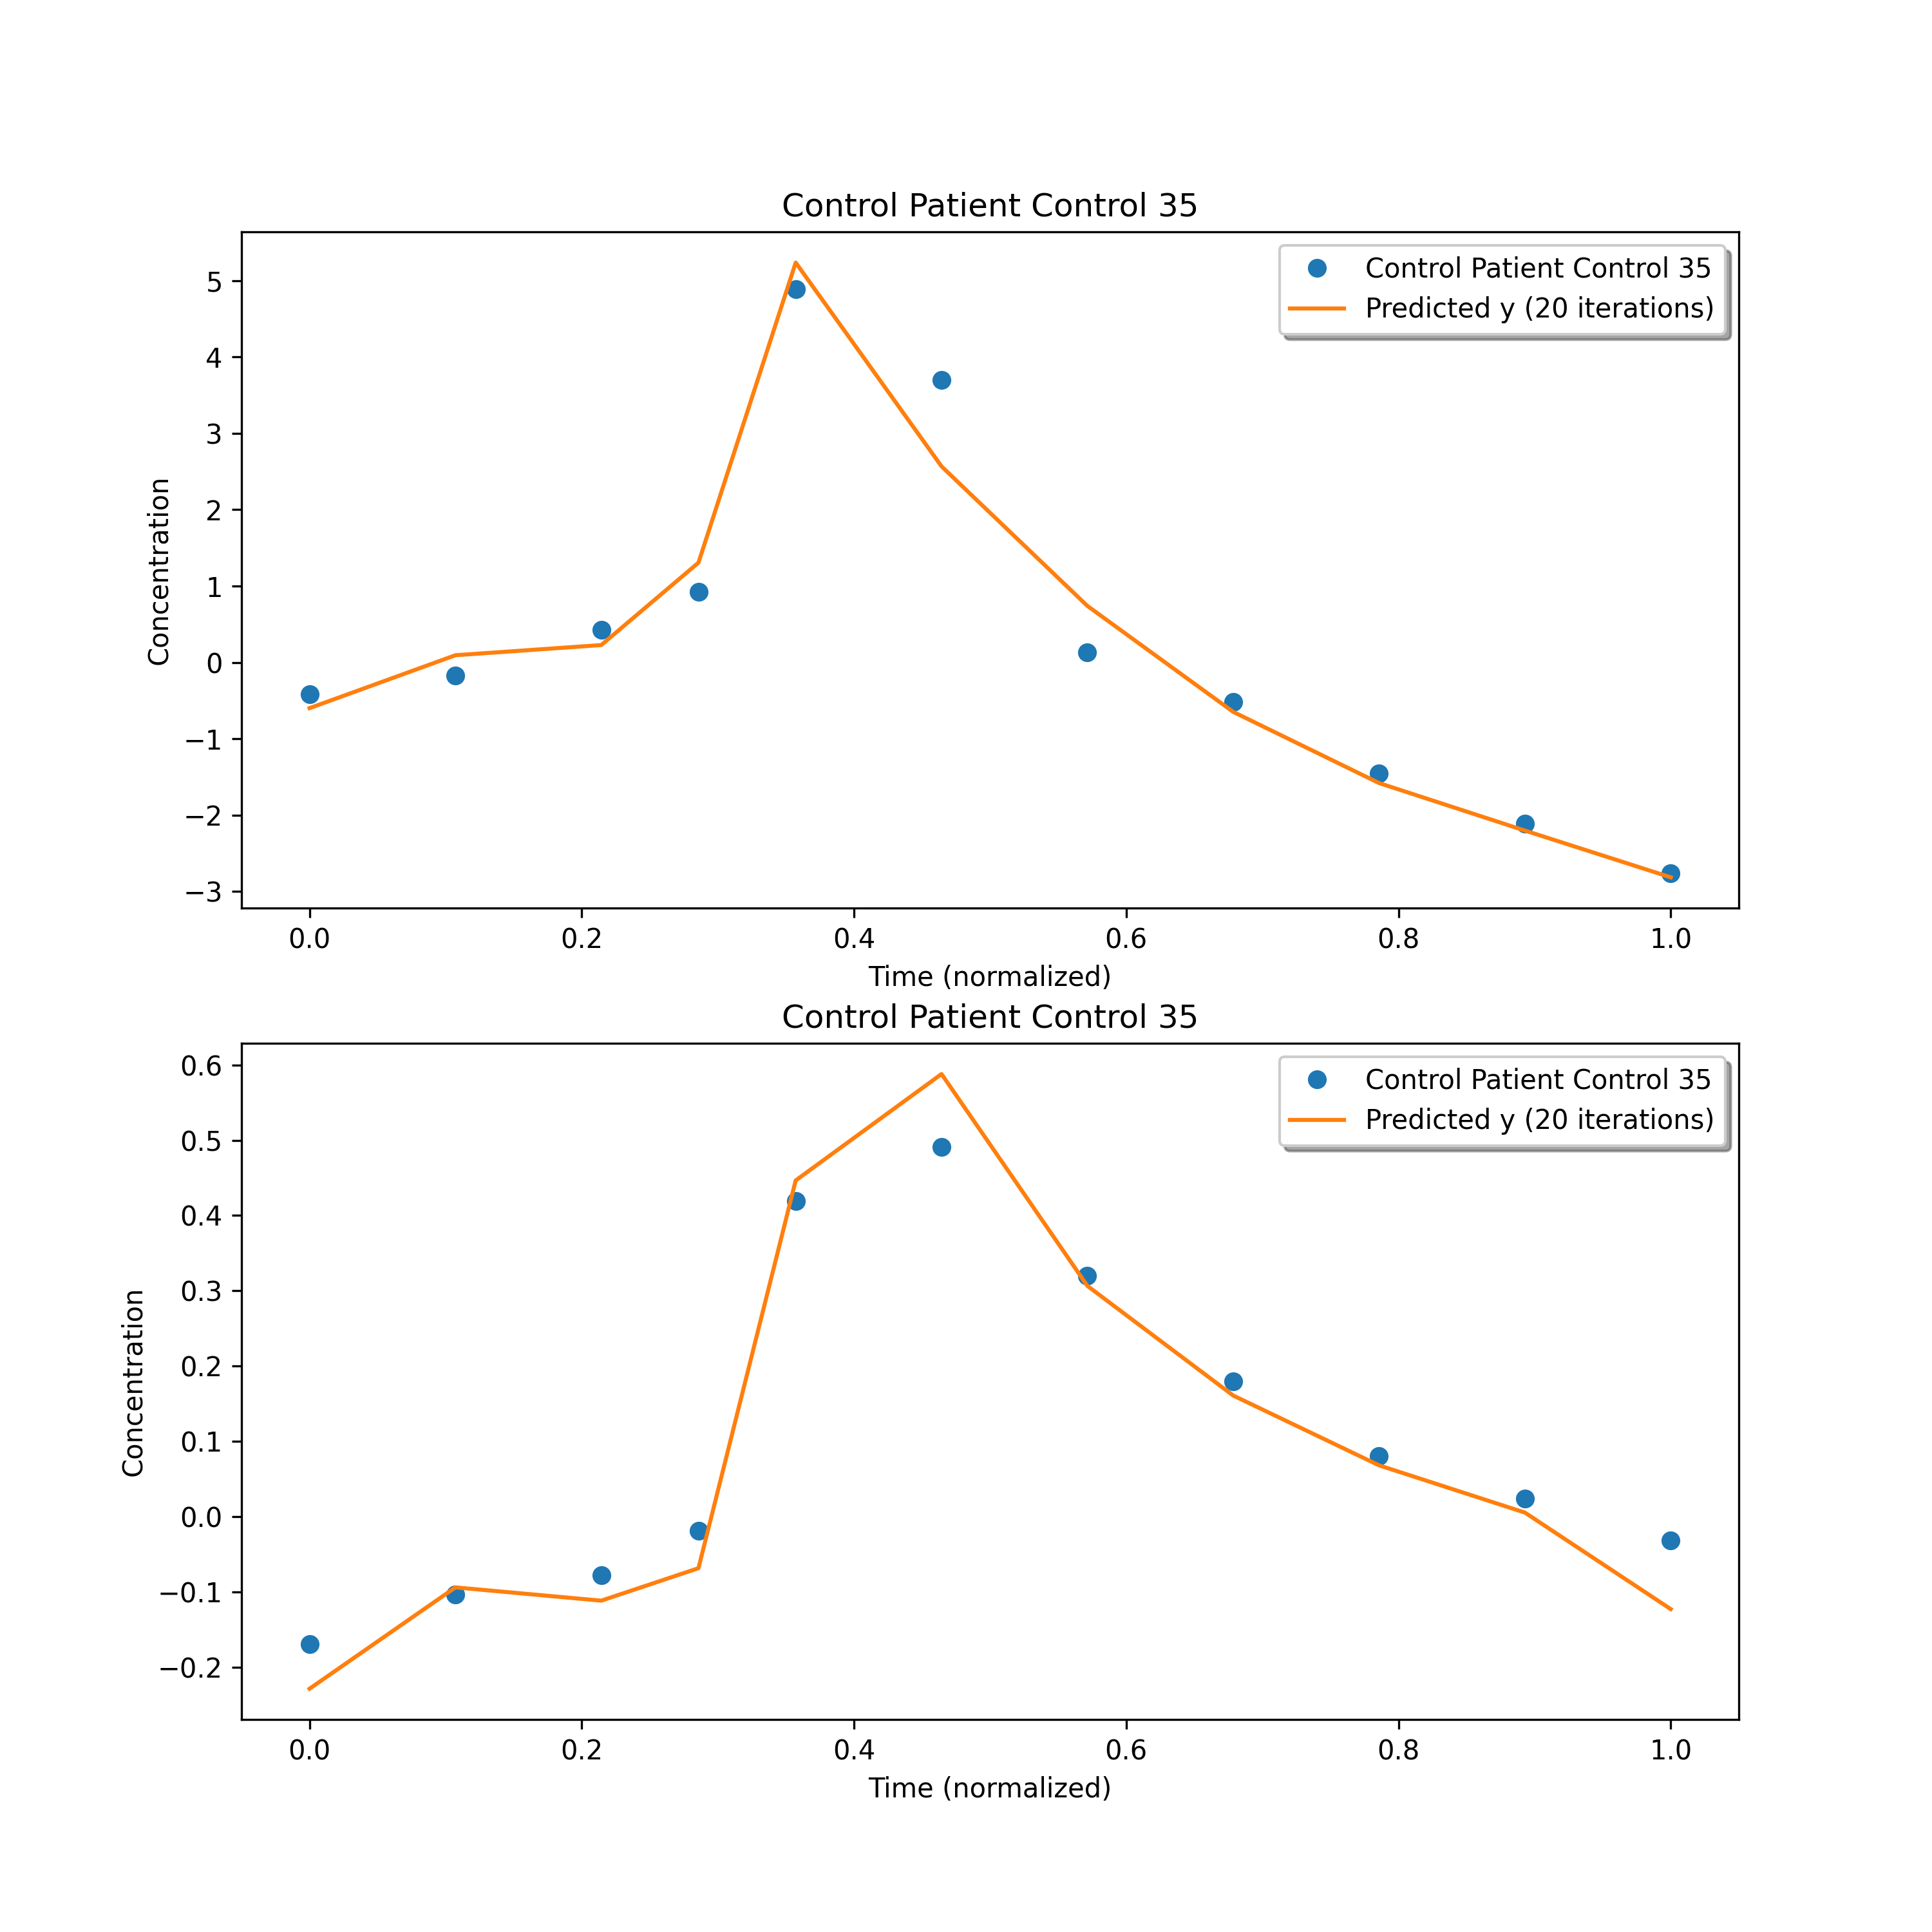 Control Patient Control 35
Control Patient Control 35
Predicted y (20 iterations)
5
4
3
2
1
0
−1
−2
−3
Concentration
0.0 0.2 0.4 0.6 0.8 1.0
Time (normalized)
Control Patient Control 35
Control Patient Control 35
Predicted y (20 iterations)
0.6
0.5
0.4
0.3
0.2
0.1
0.0
−0.1
−0.2
Concentration
0.0 0.2 0.4 0.6 0.8 1.0
Time (normalized)